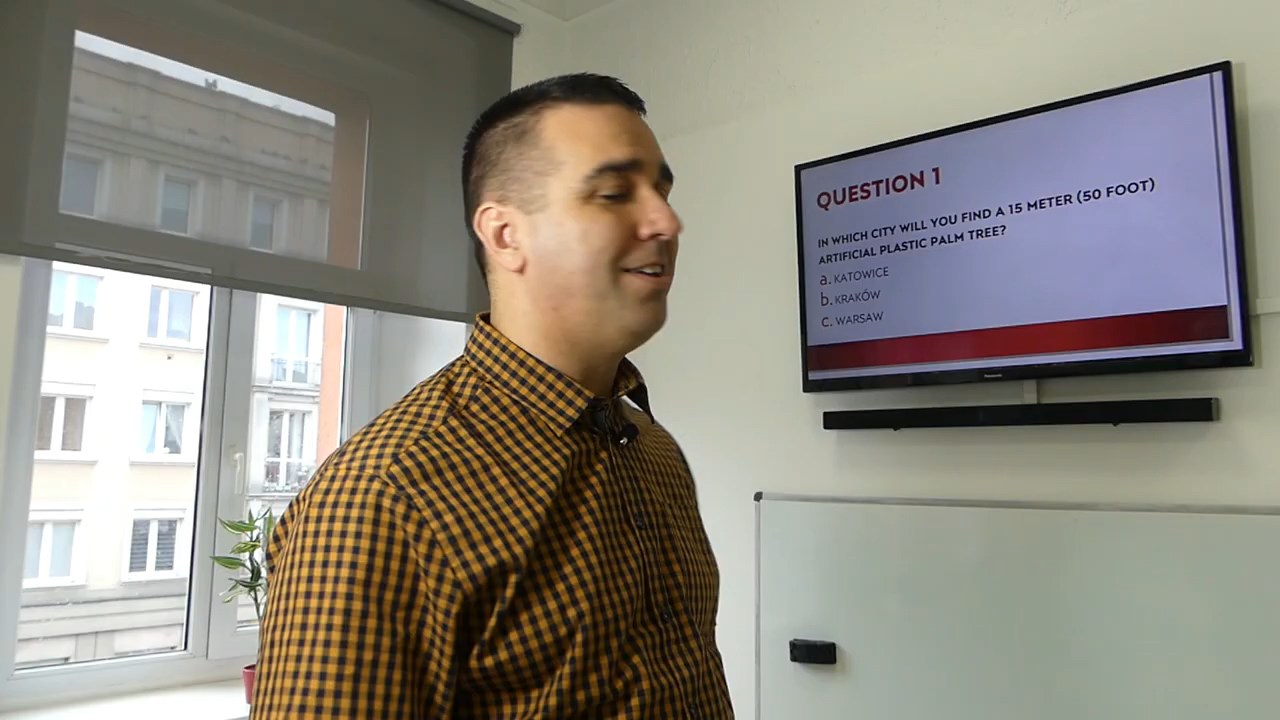 QUESTION 1
IN WHICH CITY WILL YOU FIND A 15 METER (50 FOOT)
ARTIFICIAL PLASTIC PALM TREE?
a. KATOWICE
b. KRAKÓW
c. WARSAW
Panasonic